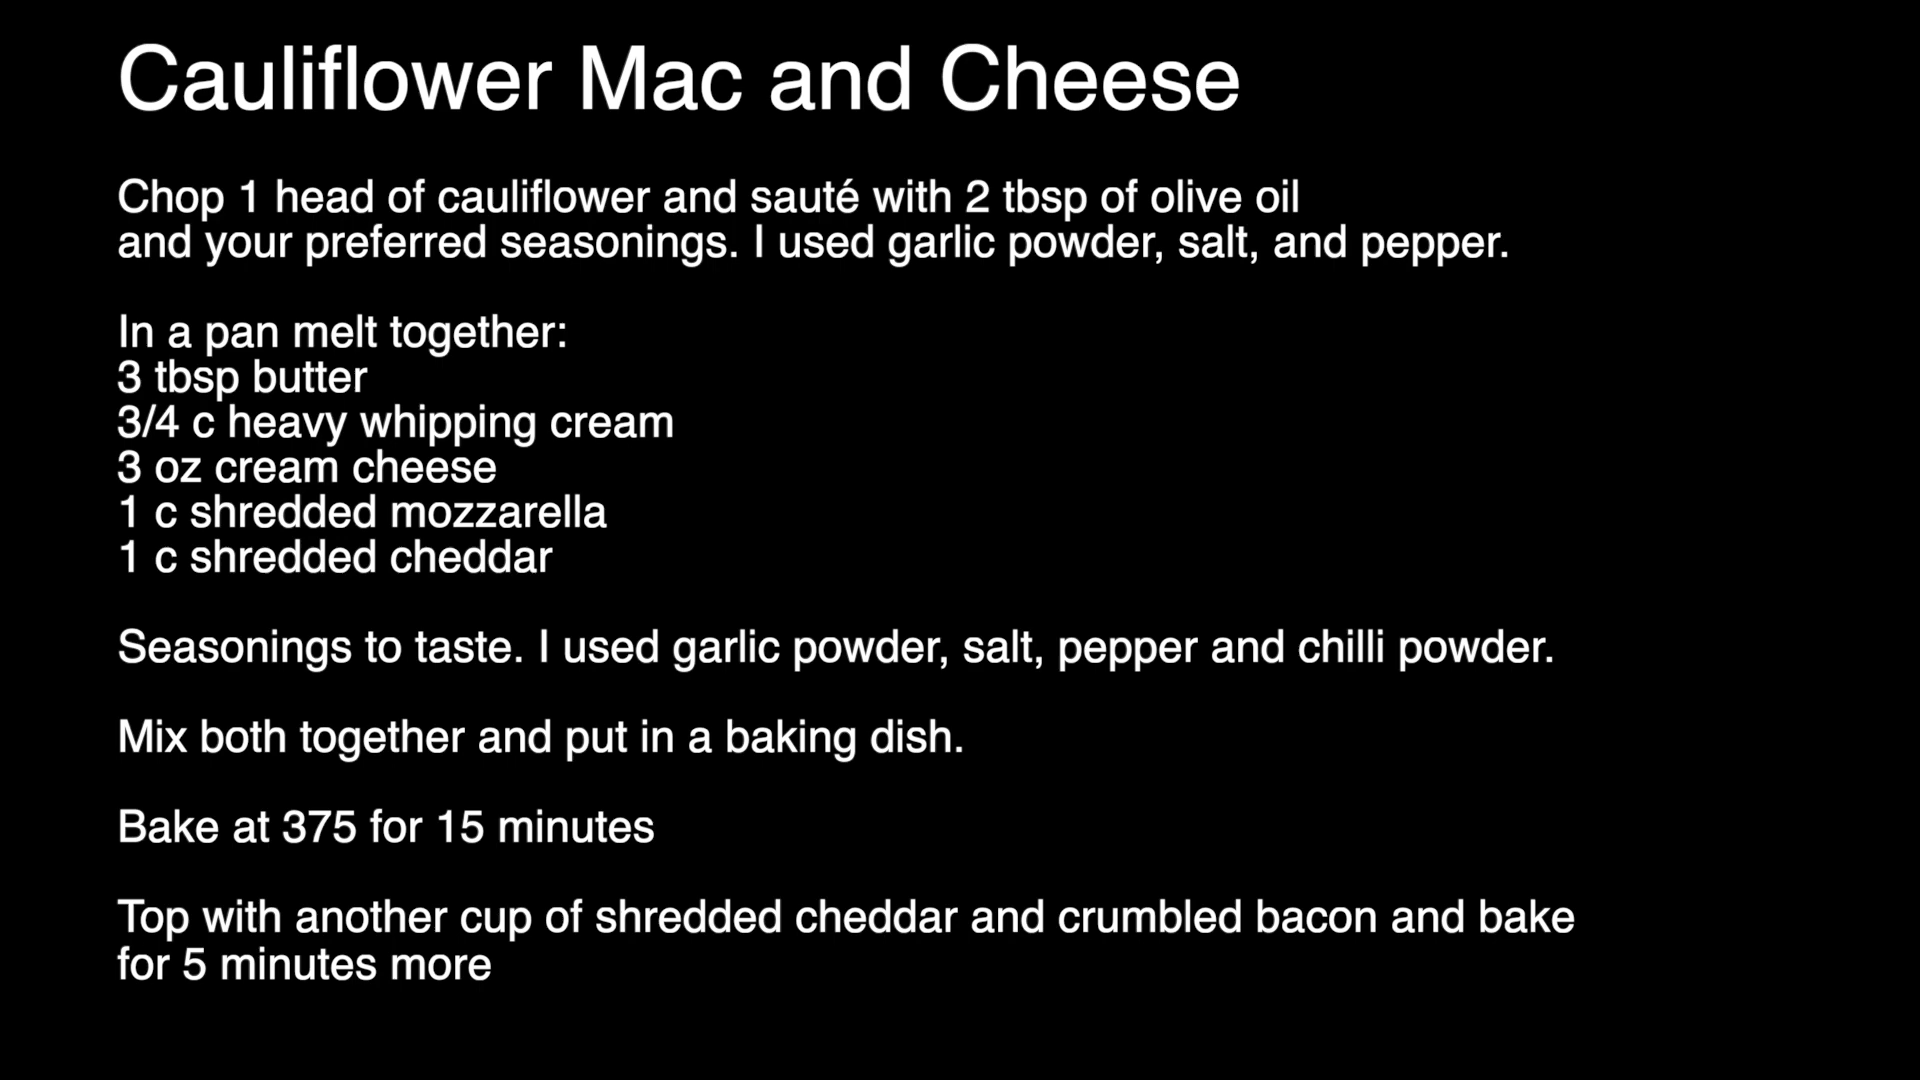 Cauliflower Mac and Cheese
Chop 1 head of cauliflower and sauté with 2 tbsp of olive oil
and your preferred seasonings. I used garlic powder, salt, and pepper.
In a pan melt together:
3 tbsp butter
3/4 c heavy whipping cream
3 oz cream cheese
1 c shredded mozzarella
1 c shredded cheddar
Seasonings to taste. I used garlic powder, salt, pepper and chilli powder.
Mix both together and put in a baking dish.
Bake at 375 for 15 minutes
Top with another cup of shredded cheddar and crumbled bacon and bake
for 5 minutes more